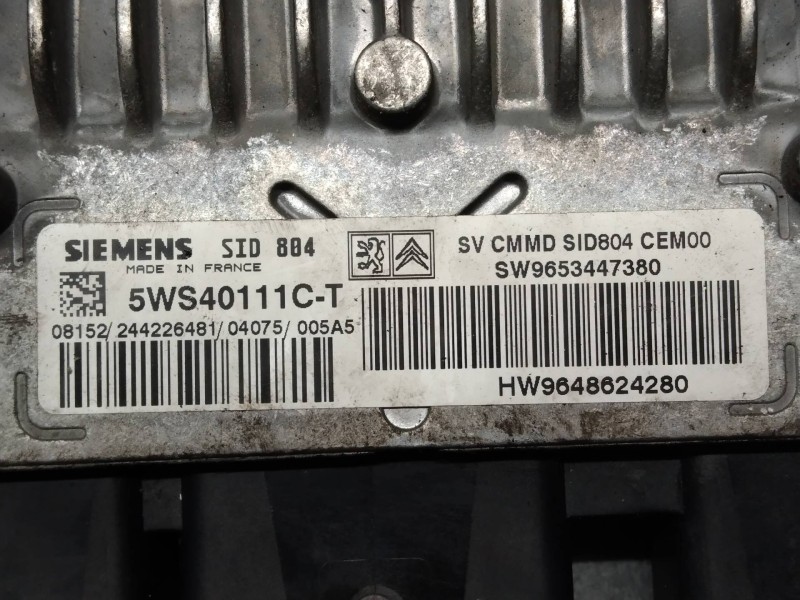 SIEMENS SID 804
MADE IN FRANCE
5WS40111C-T
08152/244226481/04075/005A5
SV CMMD SID804 CEM00
SW9653447380
HW9648624280